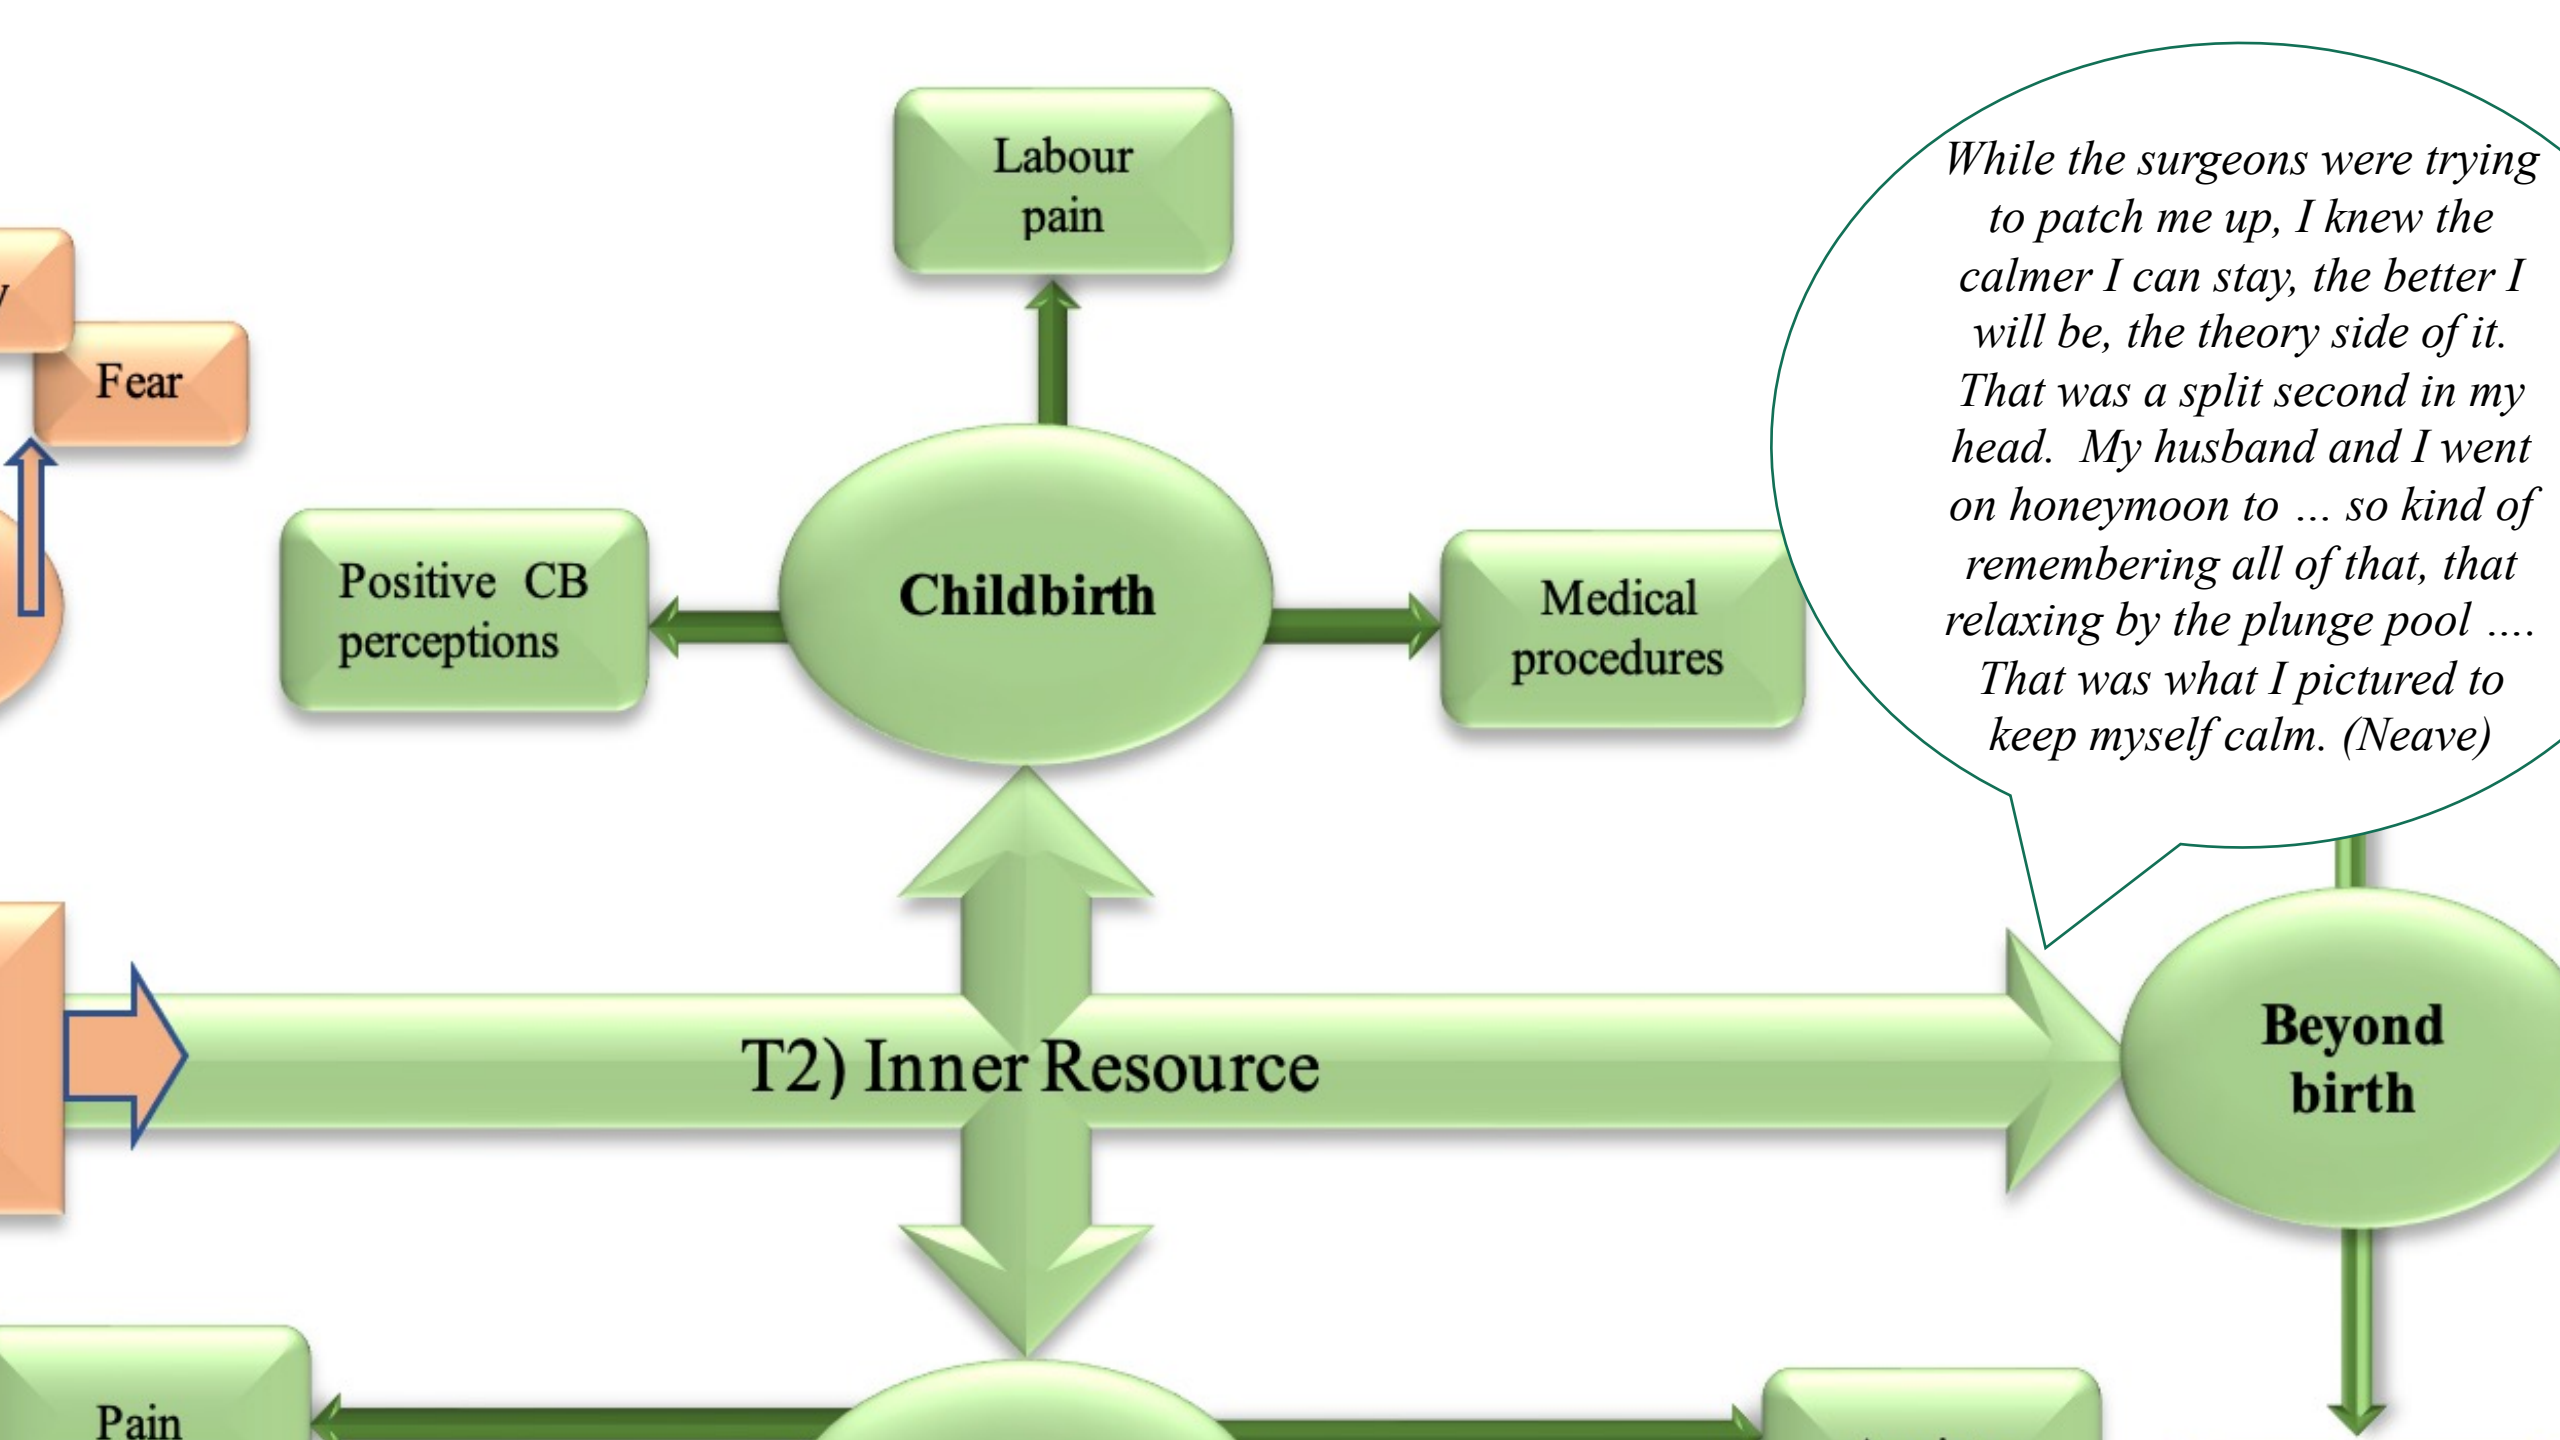 Labour
pain
Fear
Positive CB
perceptions
Childbirth
Medical
procedures
While the surgeons were trying
to patch me up, I knew the
calmer I can stay, the better I
will be, the theory side of it.
That was a split second in my
head. My husband and I went
on honeymoon to … so kind of
remembering all of that, that
relaxing by the plunge pool ….
That was what I pictured to
keep myself calm. (Neave)
T2) Inner Resource
Beyond
birth
Pain